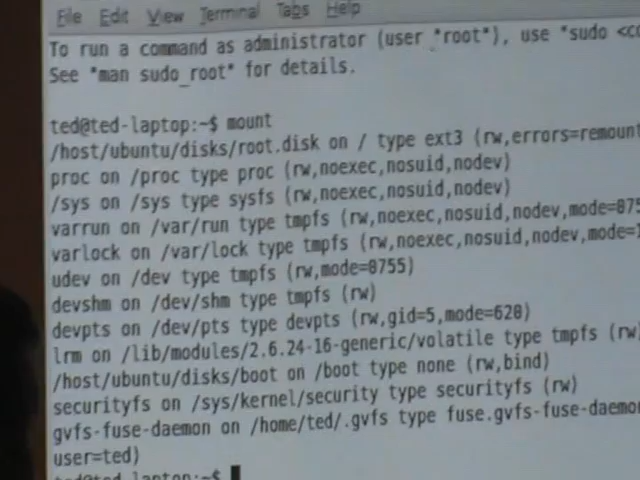 File Edit View Terminal Tabs Help
To run a command as administrator (user "root"), use "sudo <co
See "man sudo_root" for details.
ted@ted-laptop:~$ mount
/host/ubuntu/disks/root.disk on / type ext3 (rw,errors=remount
proc on /proc type proc (rw,noexec,nosuid,nodev)
/sys on /sys type sysfs (rw,noexec,nosuid,nodev)
varrun on /var/run type tmpfs (rw,noexec,nosuid,nodev,mode=075
varlock on /var/lock type tmpfs (rw,noexec,nosuid,nodev,mode=1
udev on /dev type tmpfs (rw,mode=0755)
devshm on /dev/shm type tmpfs (rw)
devpts on /dev/pts type devpts (rw,gid=5,mode=620)
lrm on /lib/modules/2.6.24-16-generic/volatile type tmpfs (rw)
/host/ubuntu/disks/boot on /boot type none (rw,bind)
securityfs on /sys/kernel/security type securityfs (rw)
gvfs-fuse-daemon on /home/ted/.gvfs type fuse.gvfs-fuse-daemon
user=ted)
ted@ted-laptop:~$